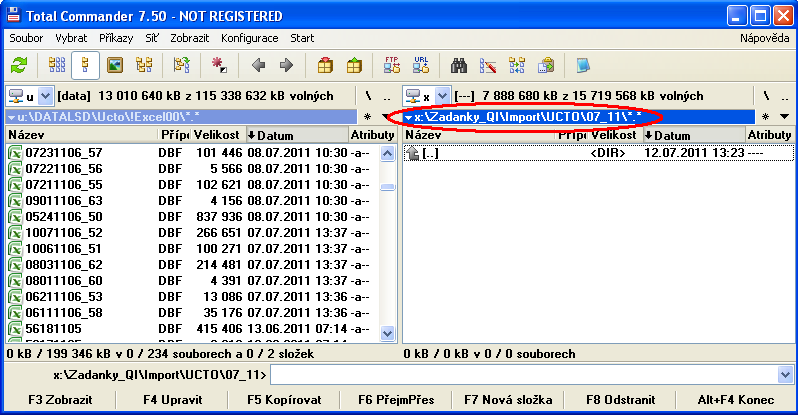 Total Commander 7.50 - NOT REGISTERED
Soubor Vybrat Příkazy Síť Zobrazit Konfigurace Start Nápověda
FTP URL
u [data] 13 010 640 kB z 115 338 632 kB volných \ ..
x [---] 7 888 680 kB z 15 719 568 kB volných \ ..
u:\DATALSD\Ucto\!Excel00\*.* * ▼
x:\Zadanky_QI\Import\UCTO\07_11\*.* * ▼
Název Přípo Velikost Datum Atributy
07231106_57 DBF 101 446 08.07.2011 10:30 -a--
07221106_56 DBF 5 566 08.07.2011 10:30 -a--
07211106_55 DBF 102 621 08.07.2011 10:30 -a--
09011106_63 DBF 4 156 08.07.2011 10:30 -a--
05241106_50 DBF 837 936 08.07.2011 10:30 -a--
10071106_52 DBF 266 651 07.07.2011 13:37 -a--
10061106_51 DBF 100 271 07.07.2011 13:37 -a--
08031106_62 DBF 214 481 07.07.2011 13:37 -a--
08011106_60 DBF 4 391 07.07.2011 13:37 -a--
06211106_53 DBF 13 086 07.07.2011 13:36 -a--
06111106_58 DBF 35 176 07.07.2011 13:36 -a--
56181105 DBF 415 406 13.06.2011 07:14 -a--
0 kB / 199 346 kB v 0 / 234 souborech a 0 / 2 složek
Název Přípo Velikost Datum Atributy
[..] <DIR> 12.07.2011 13:23 ----
0 kB / 0 kB v 0 / 0 souborech
x:\Zadanky_QI\Import\UCTO\07_11>
F3 Zobrazit F4 Upravit F5 Kopírovat F6 PřejmPřes F7 Nová složka F8 Odstranit Alt+F4 Konec